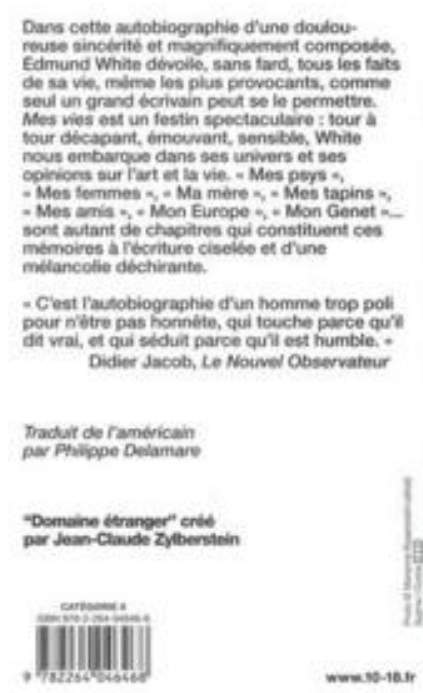 Dans cette autobiographie d'une doulou-
reuse sincérité et magnifiquement composée,
Edmund White dévoile, sans fard, tous les faits
de sa vie, même les plus provocants, comme
seul un grand écrivain peut se le permettre.
Mes vies est un festin spectaculaire : tour à
tour décapant, émouvant, sensible, White
nous embarque dans ses univers et ses
opinions sur l'art et la vie. « Mes psys »,
« Mes femmes », « Ma mère », « Mes tapins »,
« Mes amis », « Mon Europe », « Mon Genet »...
sont autant de chapitres qui constituent ces
mémoires à l'écriture ciselée et d'une
mélancolie déchirante.
« C'est l'autobiographie d'un homme trop poli
pour n'être pas honnête, qui touche parce qu'il
dit vrai, et qui séduit parce qu'il est humble. »
Didier Jacob, Le Nouvel Observateur
Traduit de l'américain
par Philippe Delamare
"Domaine étranger" créé
par Jean-Claude Zylberstein
CATÉGORIE
ISBN 978-2-264-04646-8
9 782264 046468
www.10-18.fr